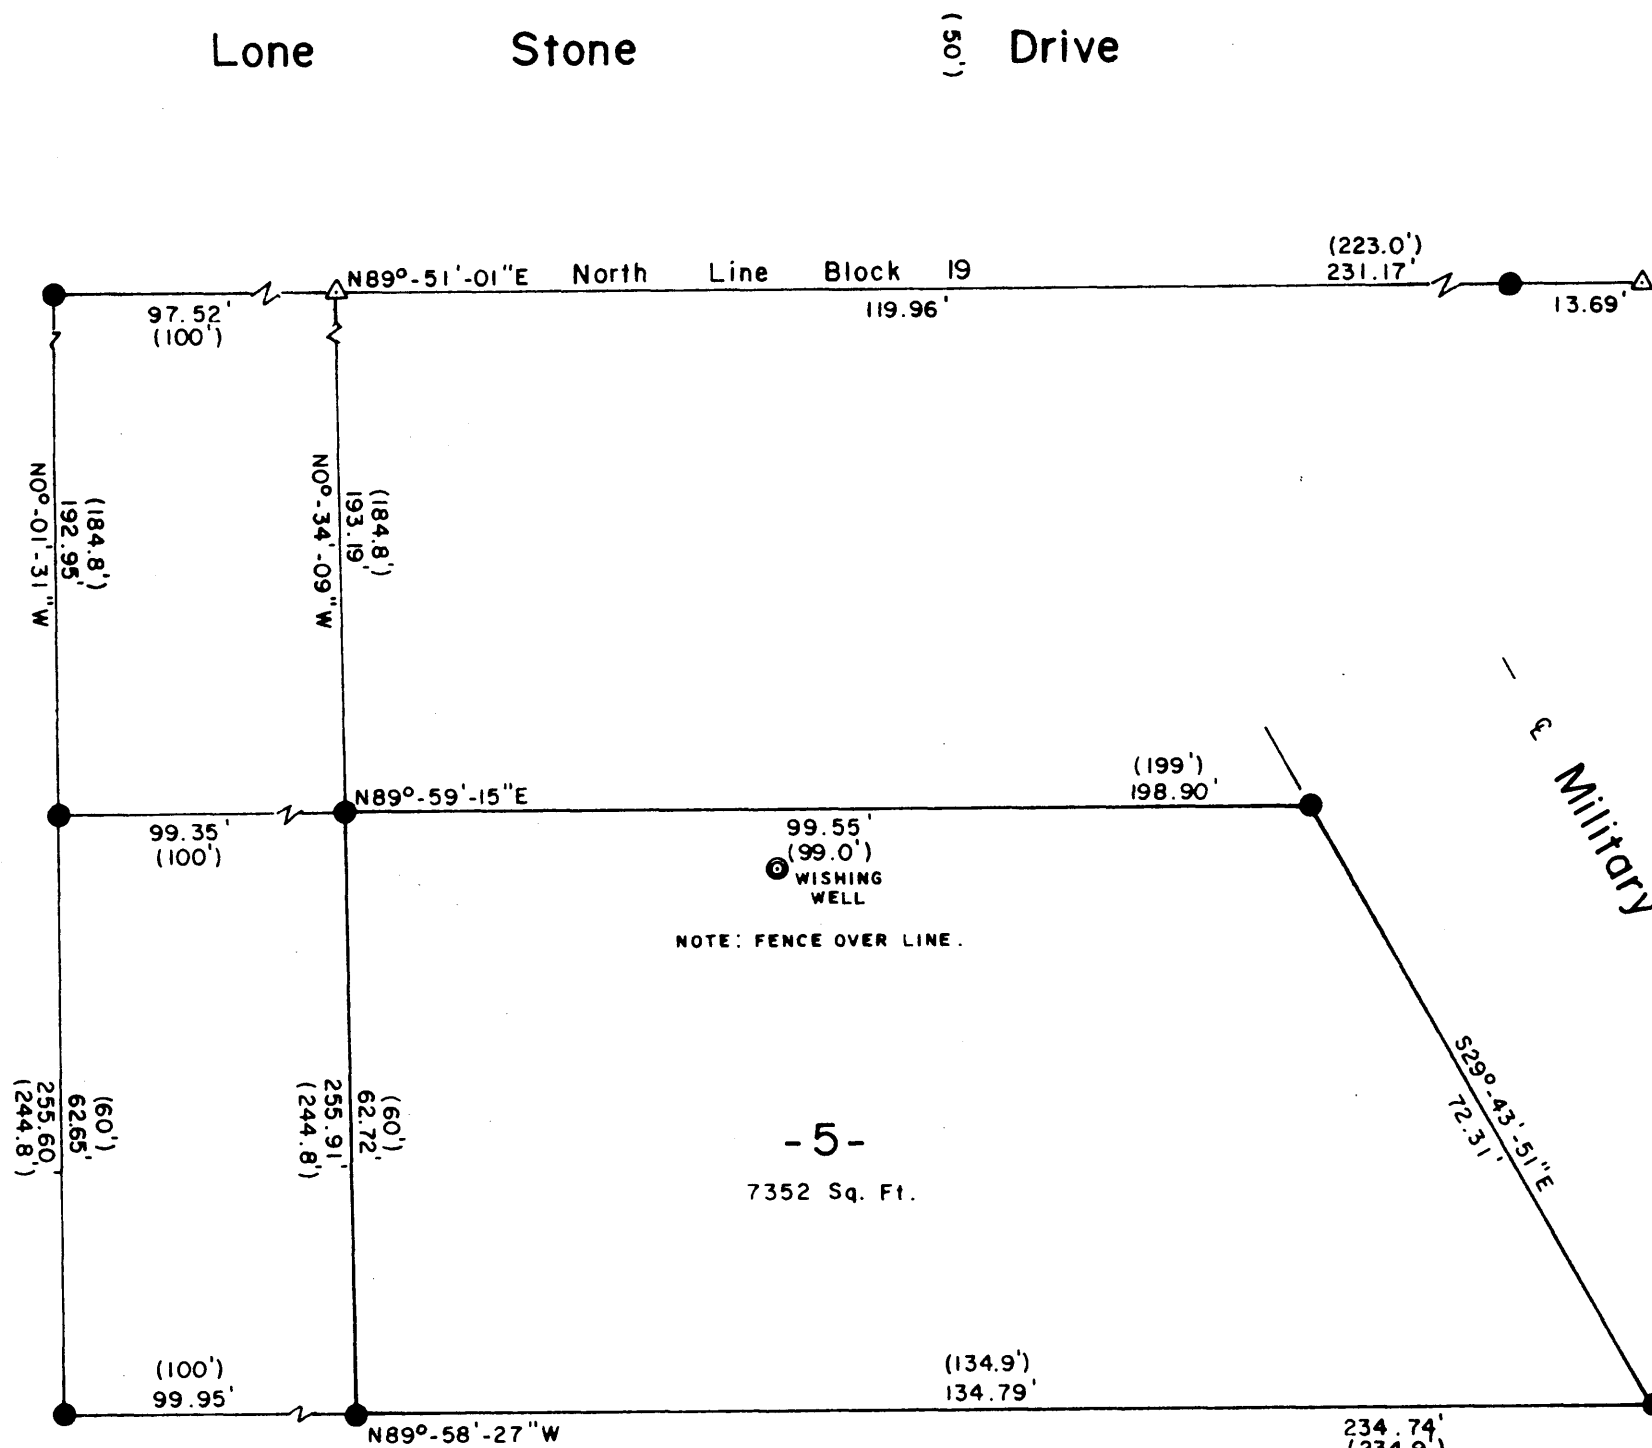 Lone Stone (50') Drive
(223.0')
N89°-51'-01"E North Line Block 19 231.17'
97.52' 119.96' 13.69'
(100')
N0°-01'-31"W
192.95'
(184.8')
N0°-34'-09"W
193.19'
(184.8')
Military
(199')
N89°-59'-15"E 198.90'
99.35' 99.55'
(100') (99.0')
WISHING
WELL
NOTE: FENCE OVER LINE.
S29°-43'-51"E
72.31'
(244.8')
255.60'
62.65'
(60')
(244.8')
255.91'
62.72'
(60')
-5-
7352 Sq. Ft.
(100') (134.9')
99.95' 134.79'
N89°-58'-27"W 234.74'
(234.9')